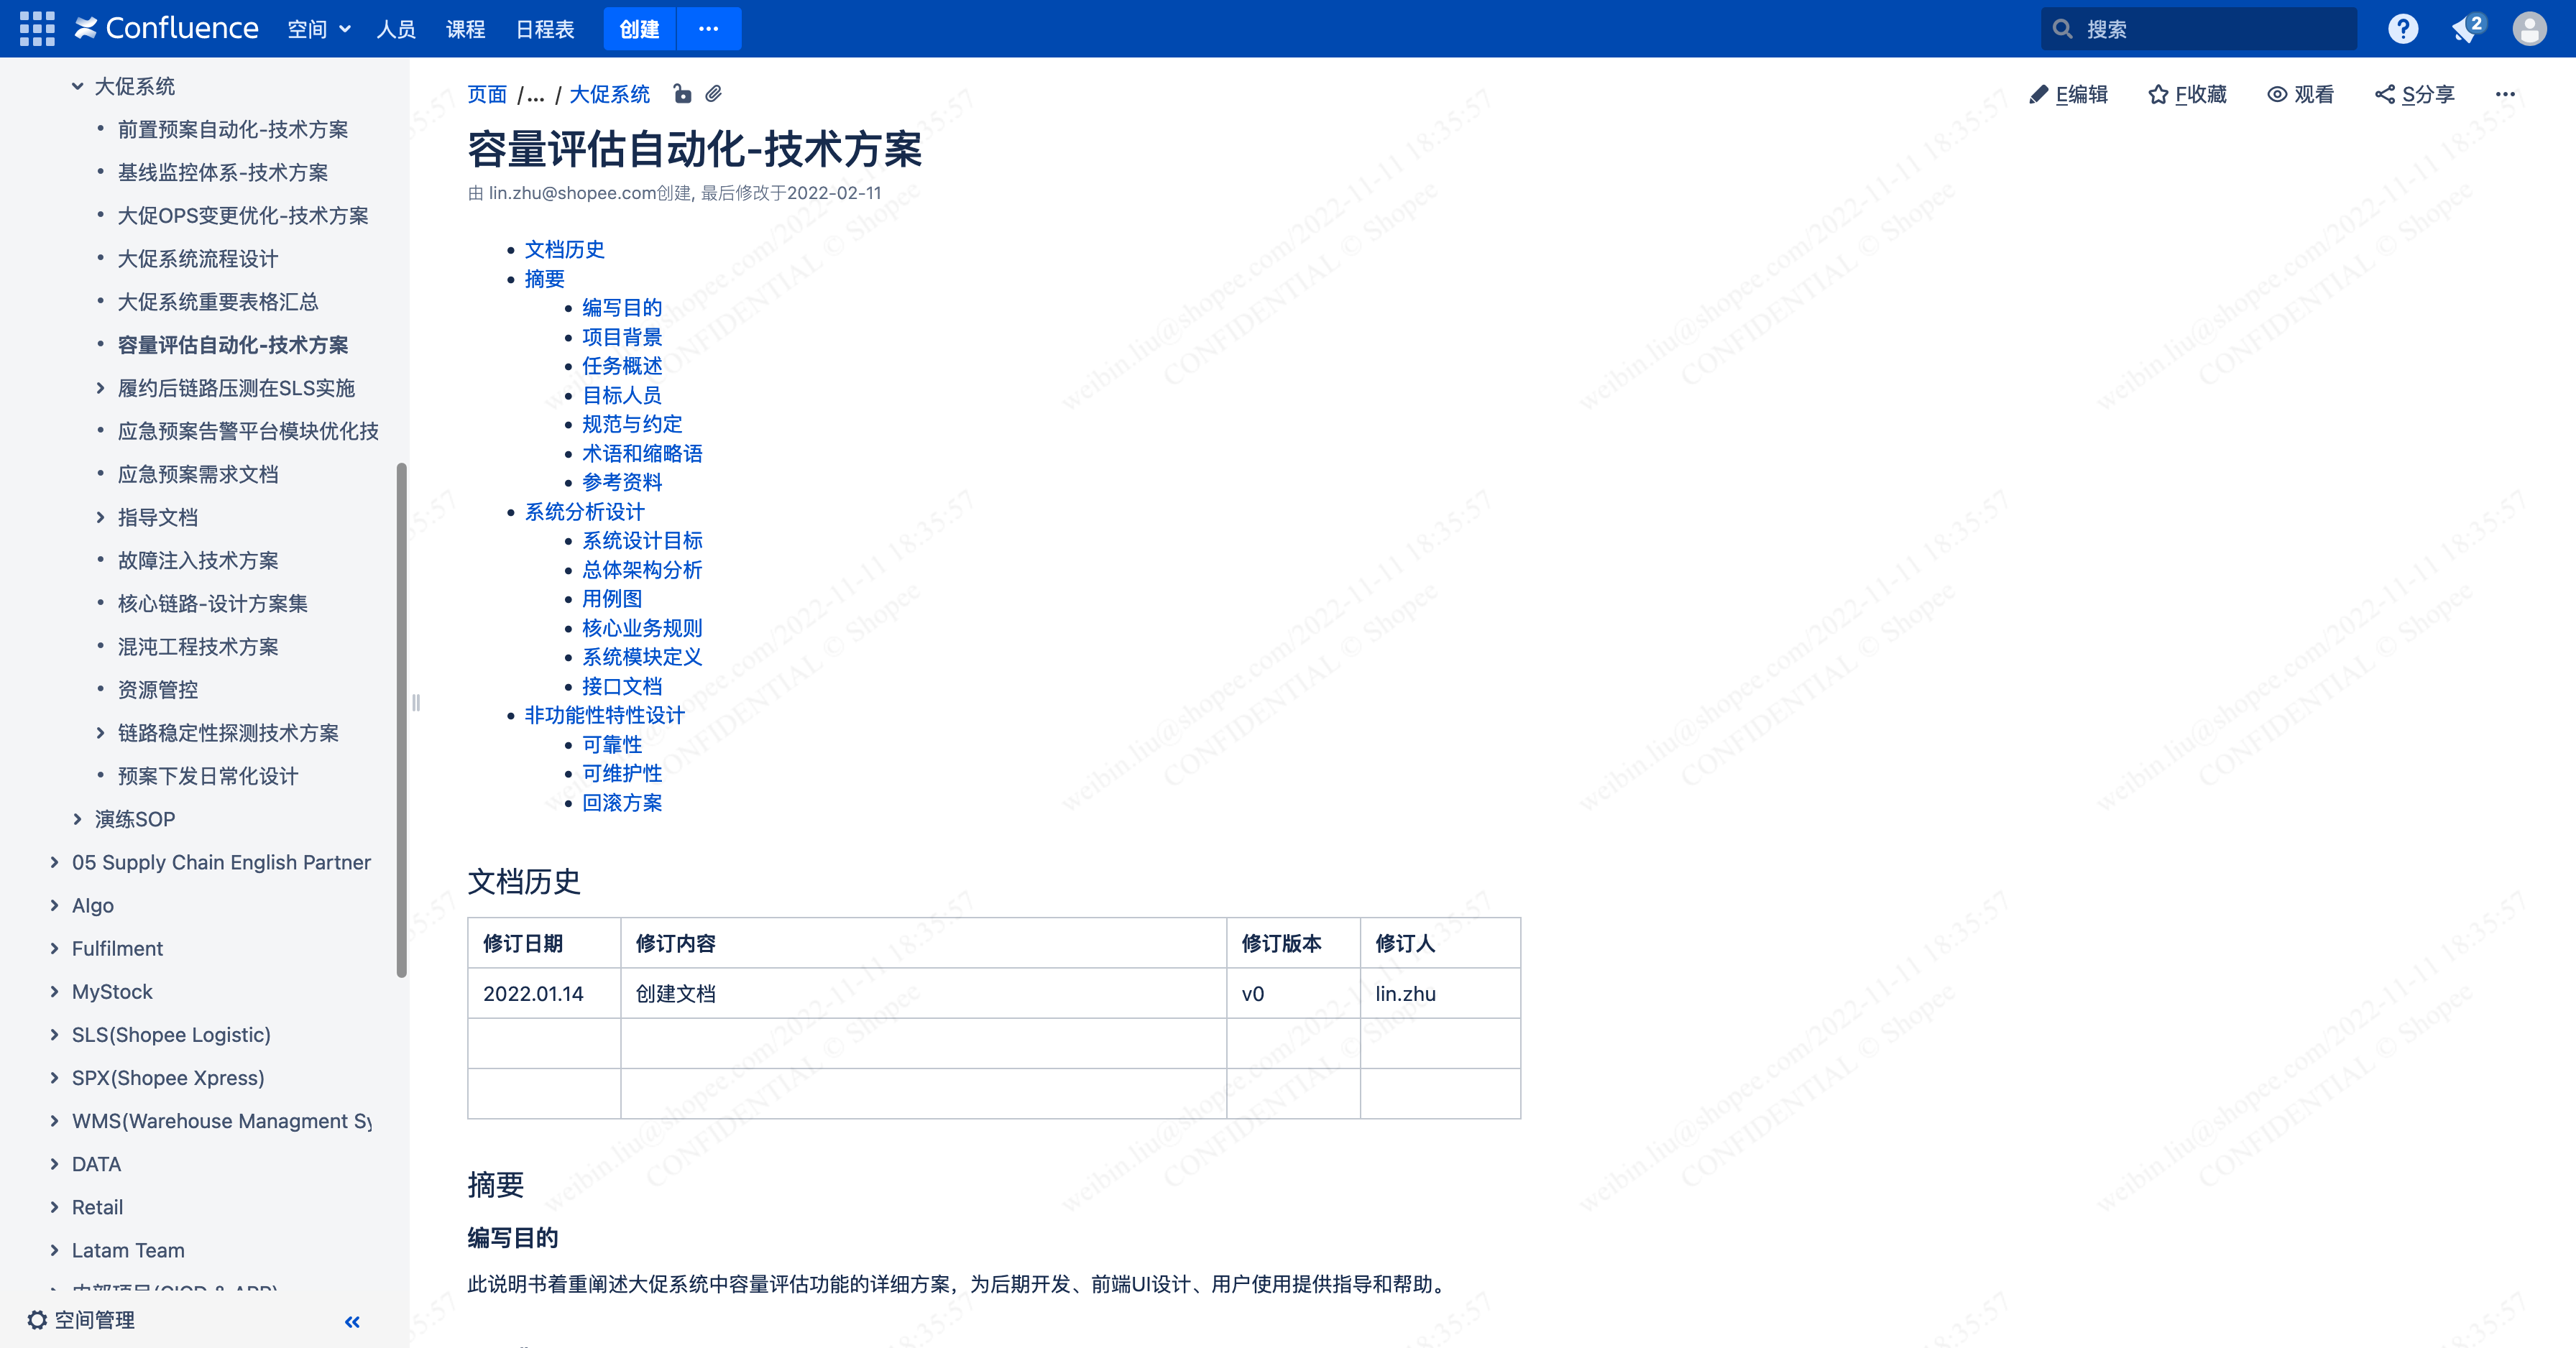 Confluence
空间
人员
课程
日程表
创建
搜索
2
大促系统
前置预案自动化-技术方案
基线监控体系-技术方案
大促OPS变更优化-技术方案
大促系统流程设计
大促系统重要表格汇总
容量评估自动化-技术方案
履约后链路压测在SLS实施
应急预案告警平台模块优化技
应急预案需求文档
指导文档
故障注入技术方案
核心链路-设计方案集
混沌工程技术方案
资源管控
链路稳定性探测技术方案
预案下发日常化设计
演练SOP
05 Supply Chain English Partner
Algo
Fulfilment
MyStock
SLS(Shopee Logistic)
SPX(Shopee Xpress)
WMS(Warehouse Managment Sy
DATA
Retail
Latam Team
空间管理
页面 /... / 大促系统
E编辑
F收藏
观看
S分享
容量评估自动化-技术方案
由 lin.zhu@shopee.com创建, 最后修改于2022-02-11
文档历史
摘要
编写目的
项目背景
任务概述
目标人员
规范与约定
术语和缩略语
参考资料
系统分析设计
系统设计目标
总体架构分析
用例图
核心业务规则
系统模块定义
接口文档
非功能性特性设计
可靠性
可维护性
回滚方案
文档历史
修订日期 修订内容 修订版本 修订人
2022.01.14 创建文档 v0 lin.zhu
摘要
编写目的
此说明书着重阐述大促系统中容量评估功能的详细方案，为后期开发、前端UI设计、用户使用提供指导和帮助。
weibin.liu@shopee.com/2022-11-11 18:35:57
CONFIDENTIAL © Shopee